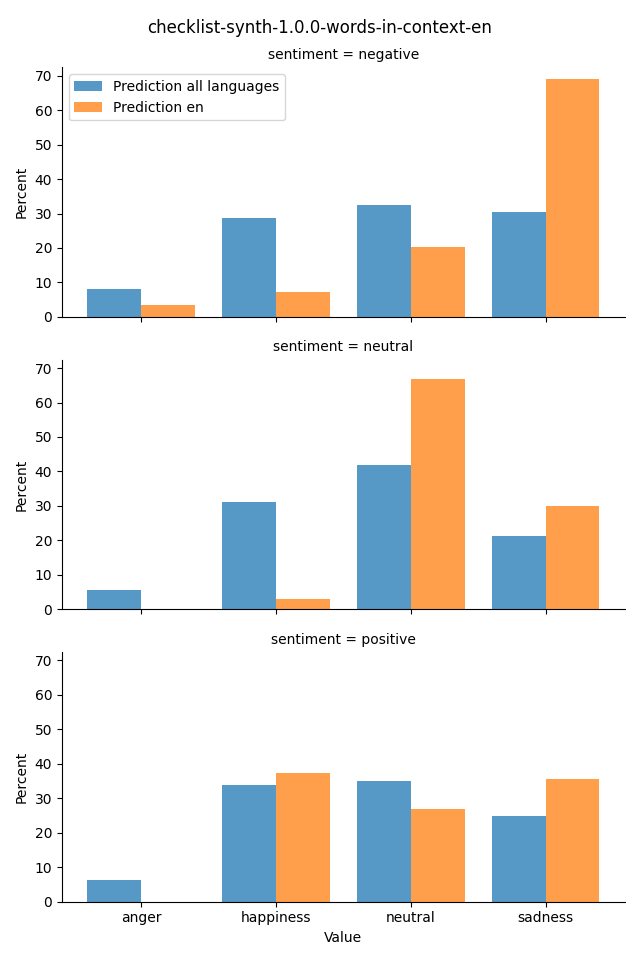 checklist-synth-1.0.0-words-in-context-en
sentiment = negative
Prediction all languages
Prediction en
70
60
50
40
30
20
10
0
Percent
sentiment = neutral
70
60
50
40
30
20
10
0
Percent
sentiment = positive
70
60
50
40
30
20
10
0
Percent
anger happiness neutral sadness
Value